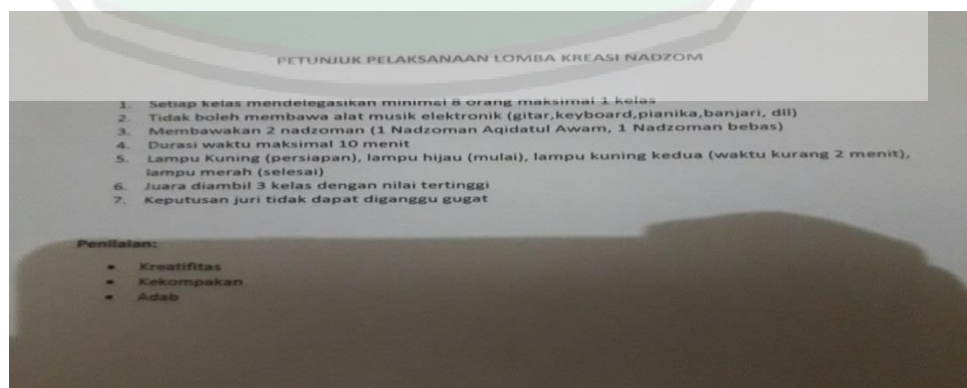 PETUNJUK PELAKSANAAN LOMBA KREASI NADZOM
1. Setiap kelas mendelegasikan minimal 8 orang maksimal 1 kelas
2. Tidak boleh membawa alat musik elektronik (gitar,keyboard,pianika,banjari, dll)
3. Membawakan 2 nadzoman (1 Nadzoman Aqidatul Awam, 1 Nadzoman bebas)
4. Durasi waktu maksimal 10 menit
5. Lampu Kuning (persiapan), lampu hijau (mulai), lampu kuning kedua (waktu kurang 2 menit),
lampu merah (selesai)
6. Juara diambil 3 kelas dengan nilai tertinggi
7. Keputusan juri tidak dapat diganggu gugat
Penilaian:
• Kreatifitas
• Kekompakan
• Adab